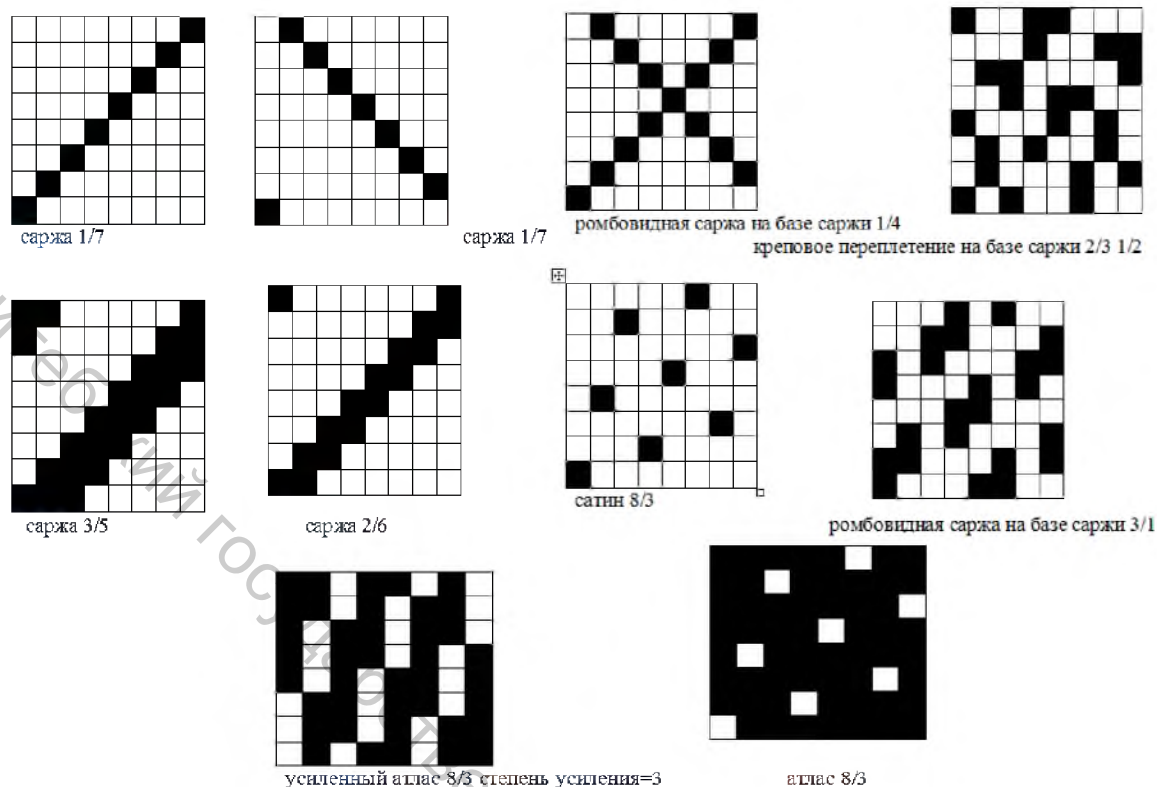 саржа 1/7
саржа 1/7
ромбовидная саржа на базе саржи 1/4
креповое переплетение на базе саржи 2/3 1/2
саржа 3/5
саржа 2/6
сатин 8/3
ромбовидная саржа на базе саржи 3/1
усиленный атлас 8/3 степень усиления=3
атлас 8/3